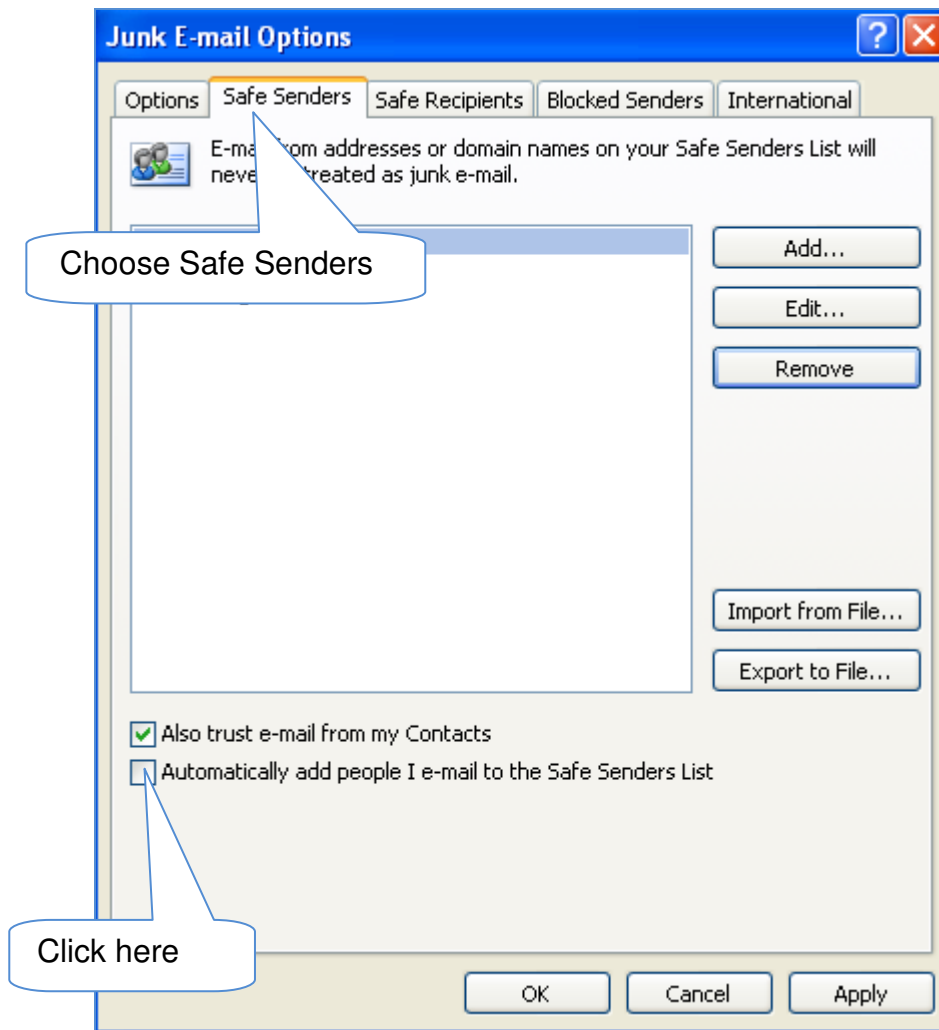 Junk E-mail Options
Options Safe Senders Safe Recipients Blocked Senders International
E-ma from addresses or domain names on your Safe Senders List will
neve treated as junk e-mail.
Choose Safe Senders
Add...
Edit...
Remove
Import from File...
Export to File...
Also trust e-mail from my Contacts
Automatically add people I e-mail to the Safe Senders List
Click here
OK Cancel Apply